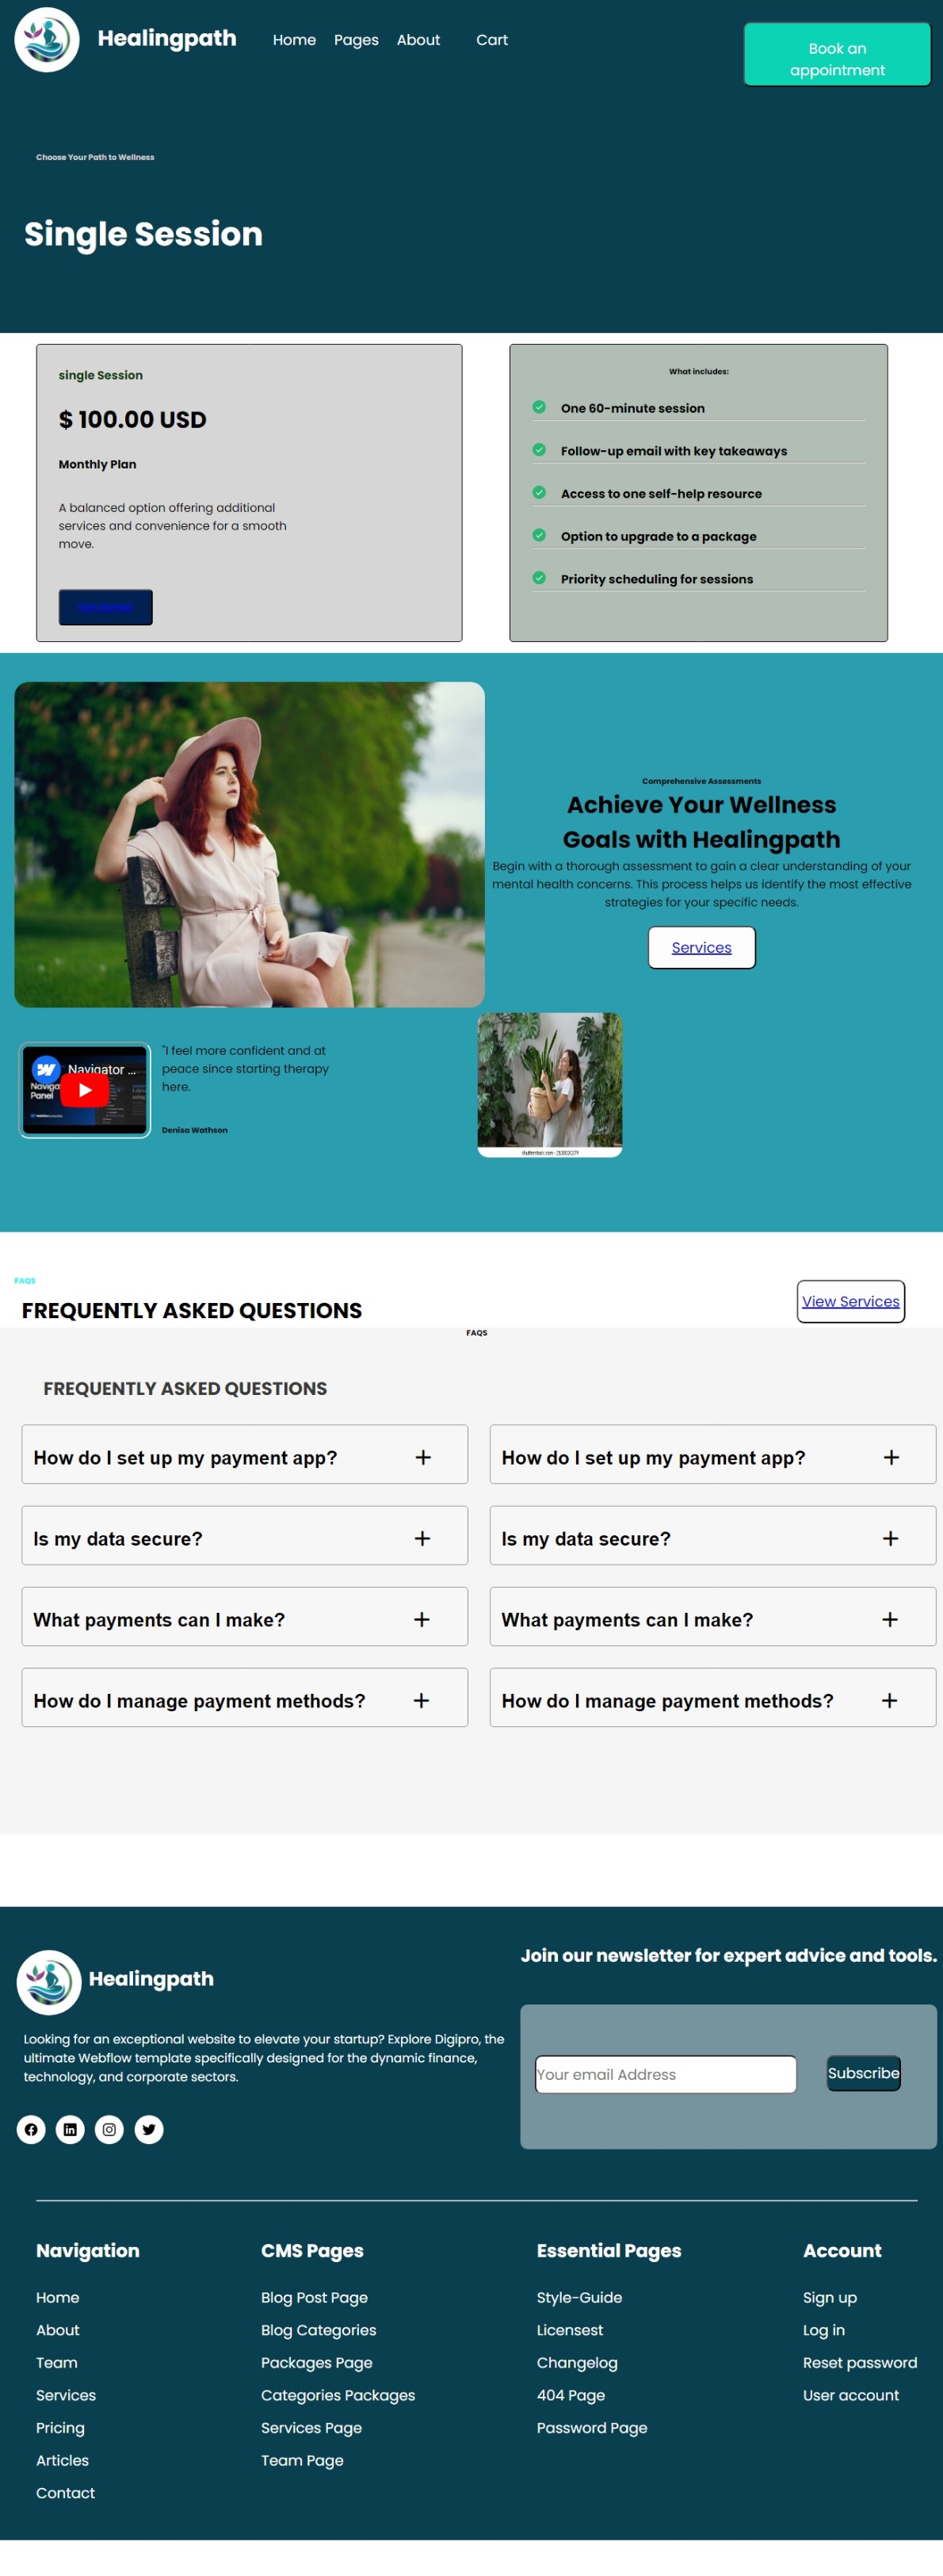 Healingpath
Home Pages About Cart
Book an
appointment
Choose Your Path to Wellness
Single Session
single Session
$ 100.00 USD
Monthly Plan
A balanced option offering additional
services and convenience for a smooth
move.
What includes:
One 60-minute session
Follow-up email with key takeaways
Access to one self-help resource
Option to upgrade to a package
Priority scheduling for sessions
Comprehensive Assessments
Achieve Your Wellness
Goals with Healingpath
Begin with a thorough assessment to gain a clear understanding of your
mental health concerns. This process helps us identify the most effective
strategies for your specific needs.
Services
Navigator ...
Panel
"I feel more confident and at
peace since starting therapy
here.
Denisa Wathson
FAQS
FREQUENTLY ASKED QUESTIONS
View Services
FAQS
FREQUENTLY ASKED QUESTIONS
How do I set up my payment app? +
How do I set up my payment app? +
Is my data secure? +
Is my data secure? +
What payments can I make? +
What payments can I make? +
How do I manage payment methods? +
How do I manage payment methods? +
Healingpath
Looking for an exceptional website to elevate your startup? Explore Digipro, the
ultimate Webflow template specifically designed for the dynamic finance,
technology, and corporate sectors.
Join our newsletter for expert advice and tools.
Your email Address
Subscribe
Navigation
Home
About
Team
Services
Pricing
Articles
Contact
CMS Pages
Blog Post Page
Blog Categories
Packages Page
Categories Packages
Services Page
Team Page
Essential Pages
Style-Guide
Licensest
Changelog
404 Page
Password Page
Account
Sign up
Log in
Reset password
User account